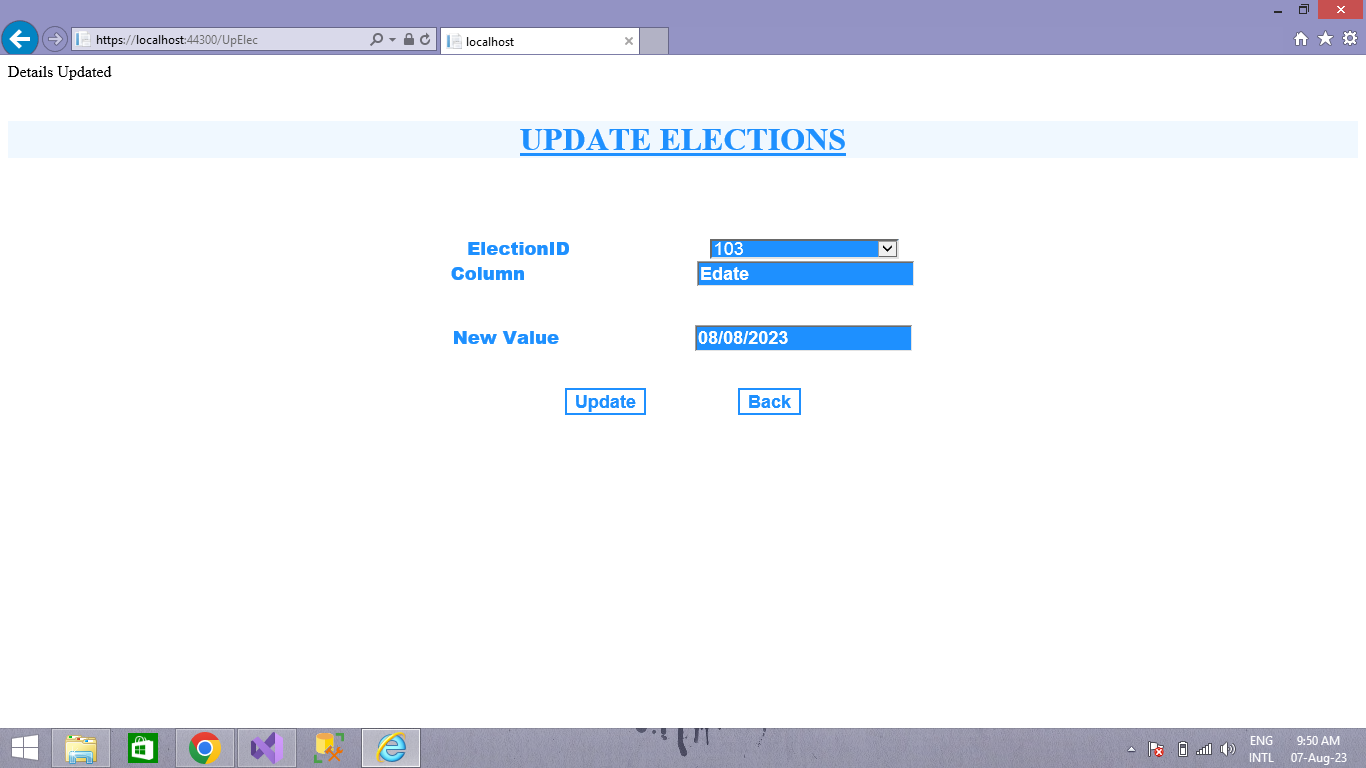 https://localhost:44300/UpElec
localhost
Details Updated
UPDATE ELECTIONS
ElectionID 103
Column Edate
New Value 08/08/2023
Update Back
ENG 9:50 AM
INTL 07-Aug-23